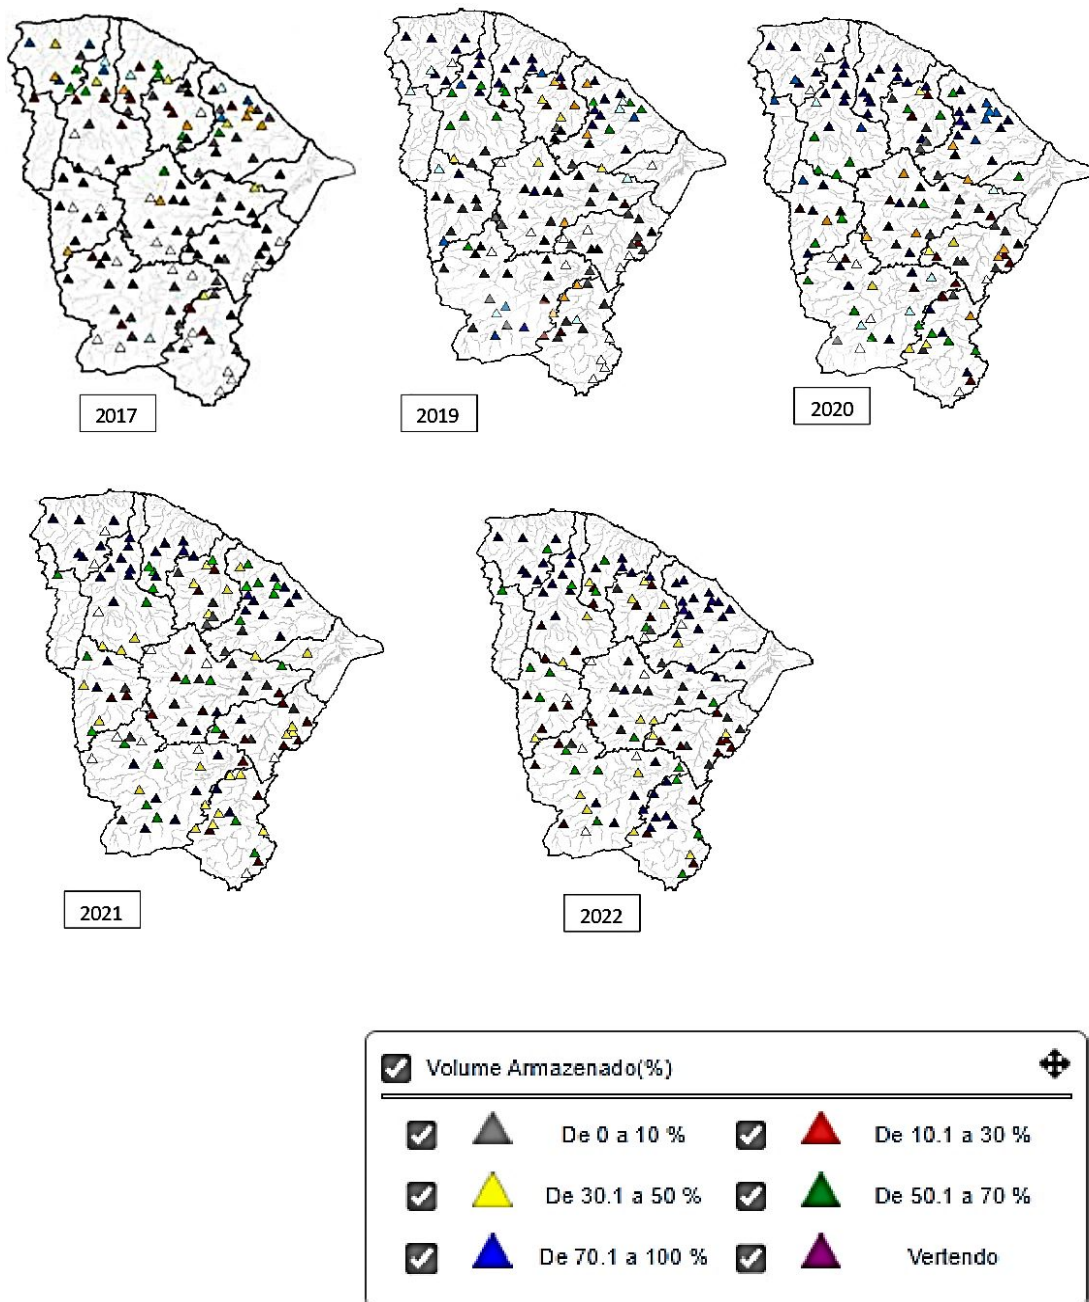 2017
2019
2020
2021
2022
Volume Armazenado(%)
De 0 a 10 %
De 10.1 a 30 %
De 30.1 a 50 %
De 50.1 a 70 %
De 70.1 a 100 %
Vertendo